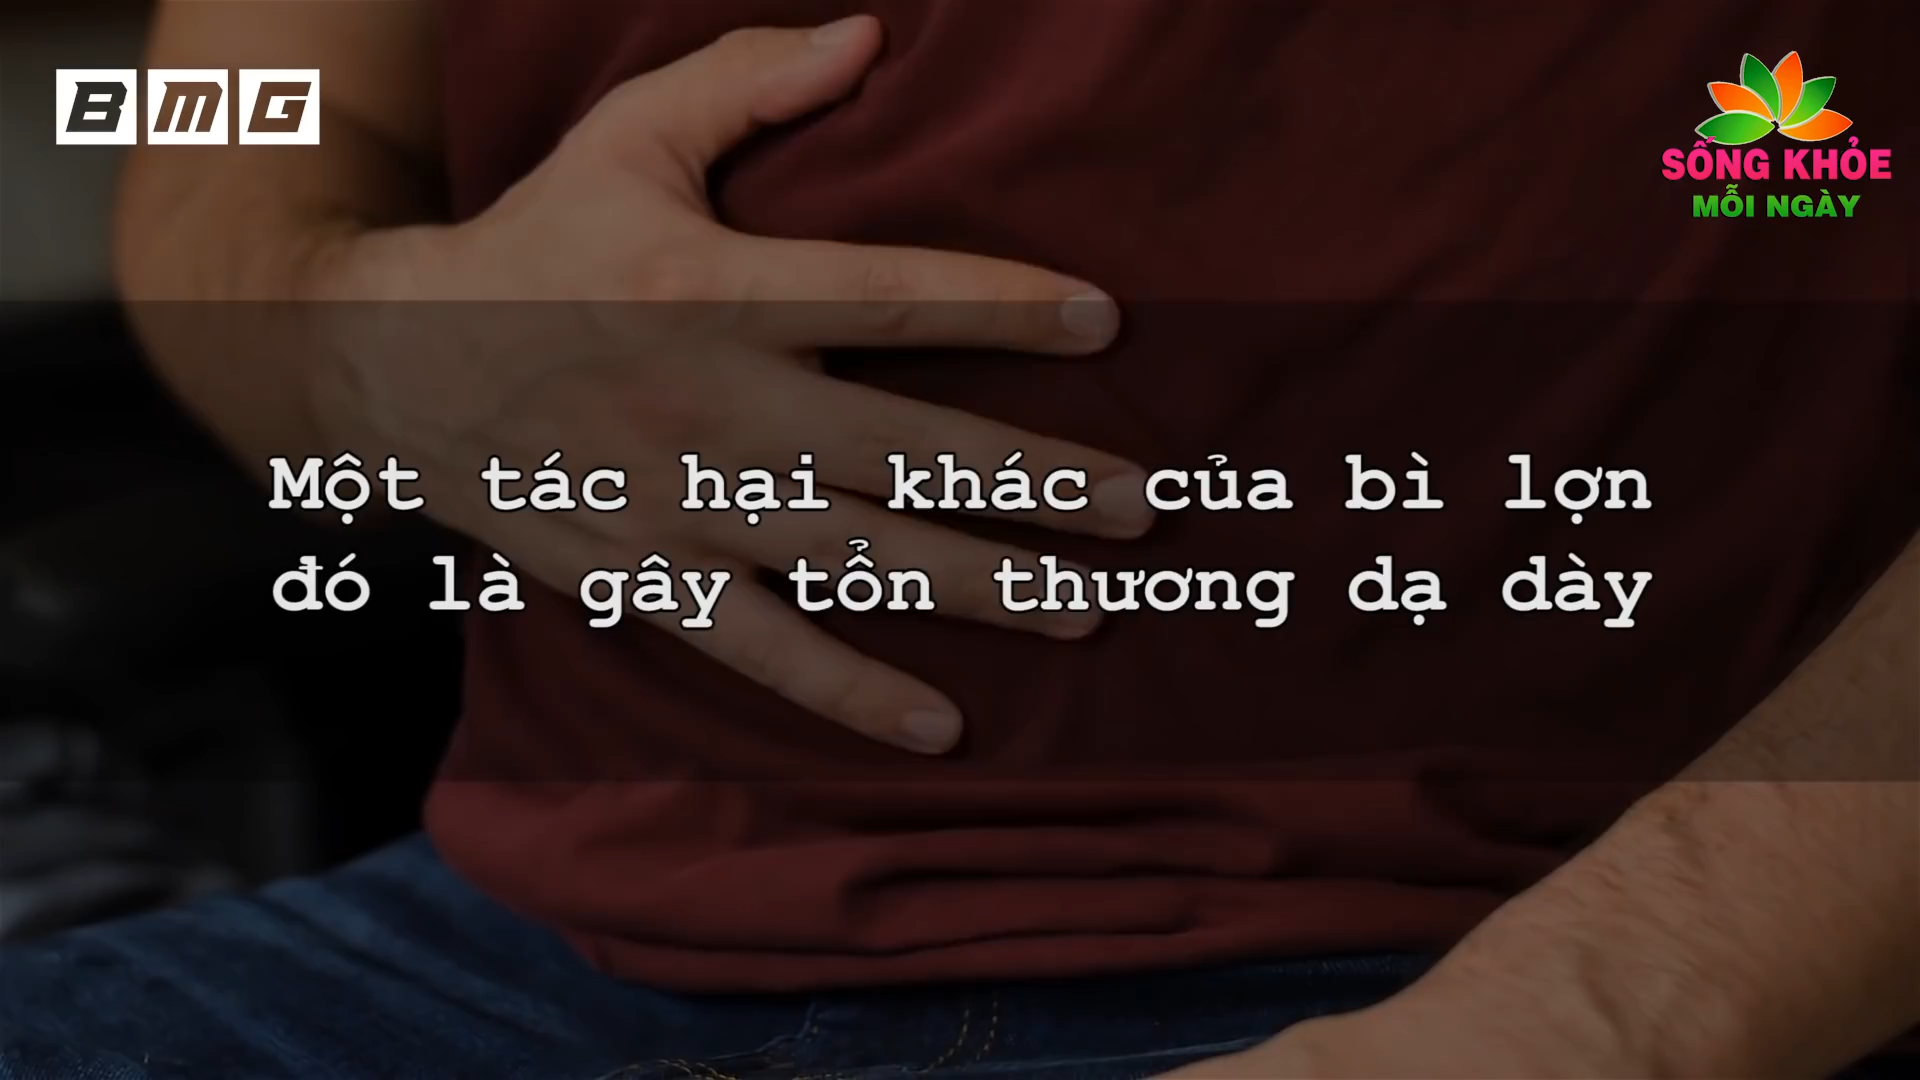 BMG
SỐNG KHỎE
MỖI NGÀY
Một tác hại khác của bì lợn
đó là gây tổn thương dạ dày